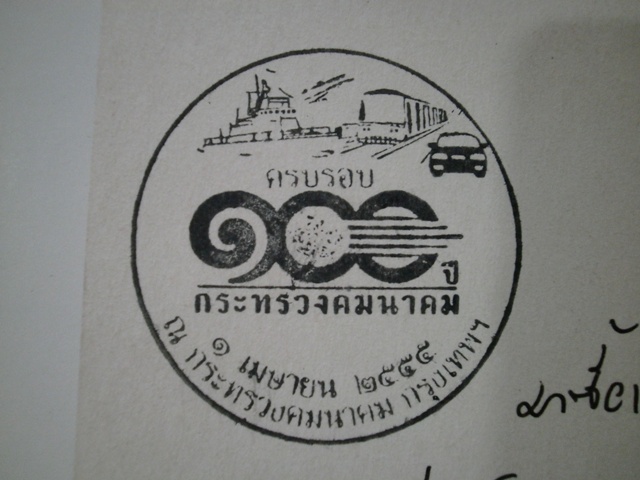 ครบรอบ
๑๐๐ ปี
กระทรวงคมนาคม
๑ เมษายน ๒๕๕๕
ณ กระทรวงคมนาคม กรุงเทพฯ